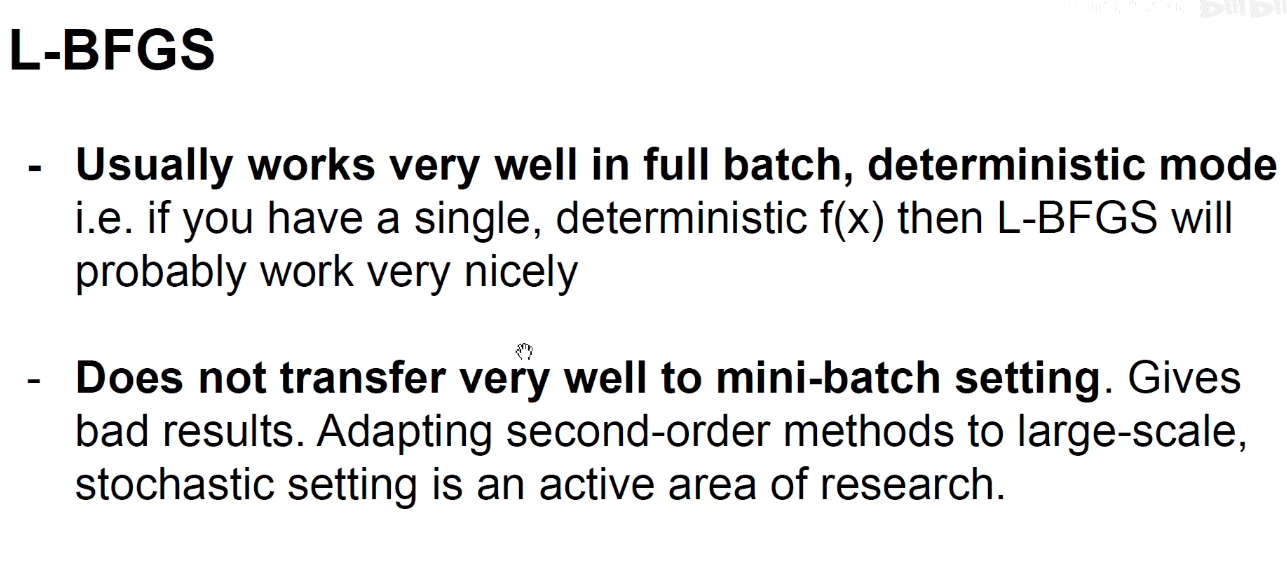 L-BFGS
- Usually works very well in full batch, deterministic mode
i.e. if you have a single, deterministic f(x) then L-BFGS will
probably work very nicely
- Does not transfer very well to mini-batch setting. Gives
bad results. Adapting second-order methods to large-scale,
stochastic setting is an active area of research.